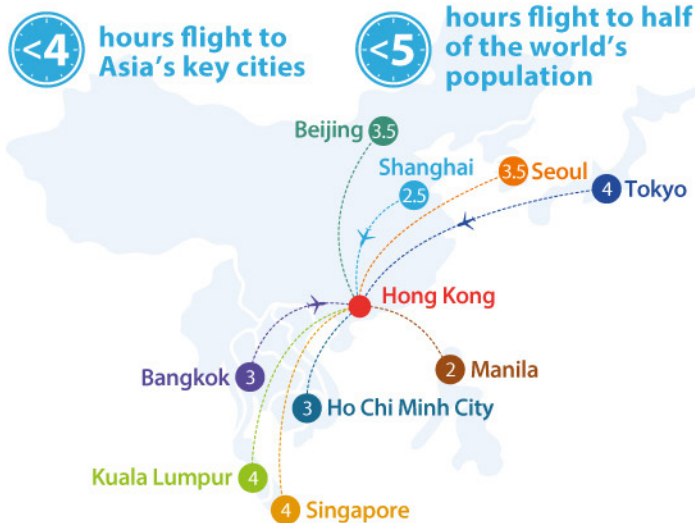 <4
hours flight to
Asia's key cities
<5
hours flight to half
of the world's
population
Beijing 3.5
Shanghai
2.5
3.5 Seoul
4 Tokyo
Hong Kong
Bangkok 3
2 Manila
3 Ho Chi Minh City
Kuala Lumpur 4
4 Singapore